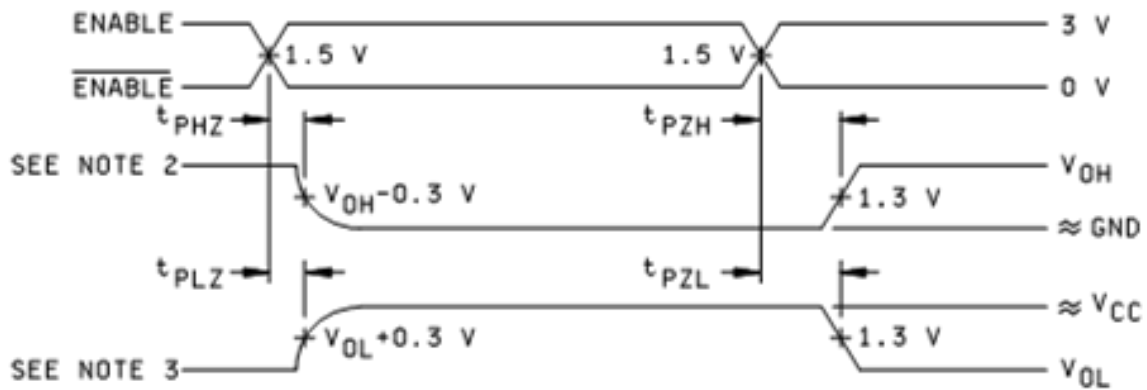 ENABLE 3 V
1.5 V 1.5 V
ENABLE 0 V
tPHZ tPZH
SEE NOTE 2 VOH
VOH-0.3 V 1.3 V
≈ GND
tPLZ tPZL
≈ VCC
VOL+0.3 V 1.3 V
SEE NOTE 3 VOL